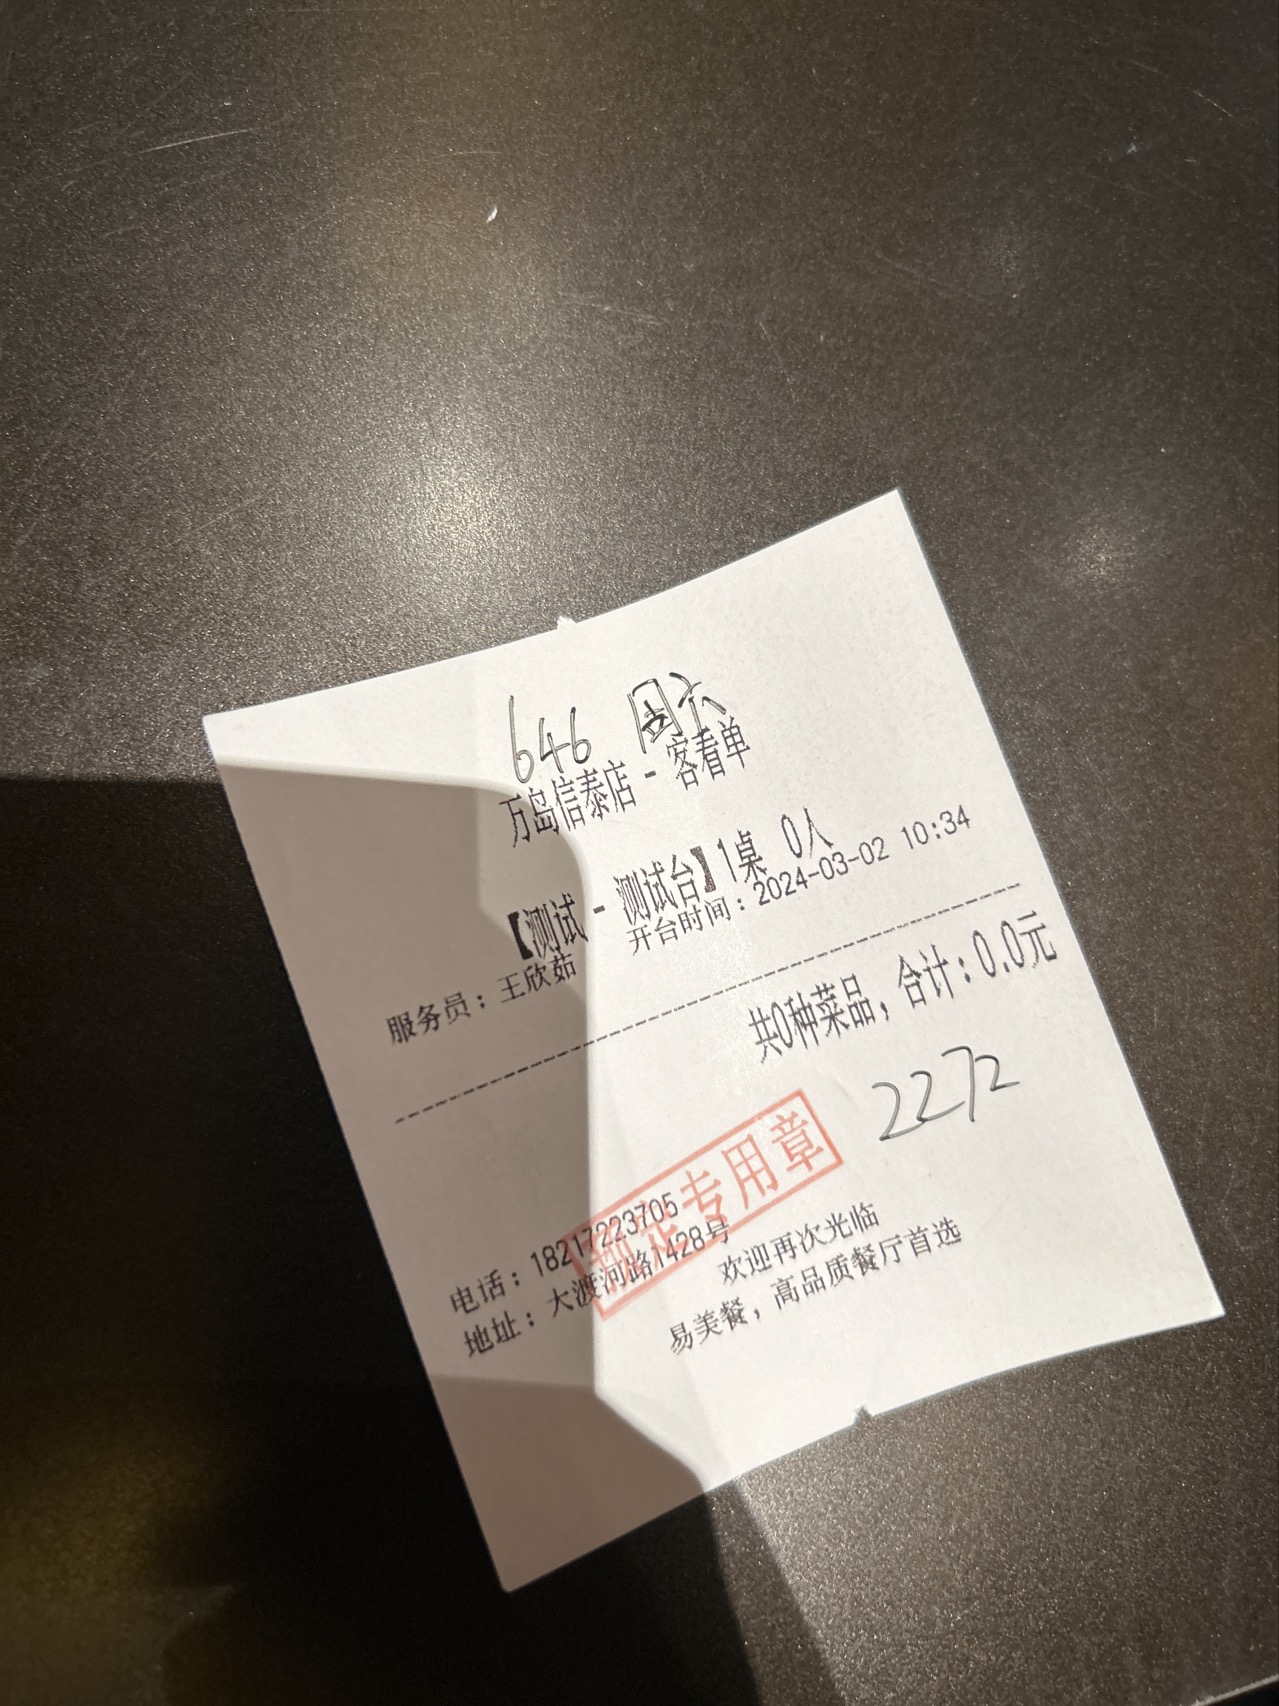 646 周六
万岛信泰店 - 客看单
【测试 - 测试台】1桌 0人
服务员：王欣茹 开台时间：2024-03-02 10:34
共0种菜品，合计：0.0元
2272
专用章
电话：18217223705
地址：大渡河路1428号
欢迎再次光临
易美餐，高品质餐厅首选